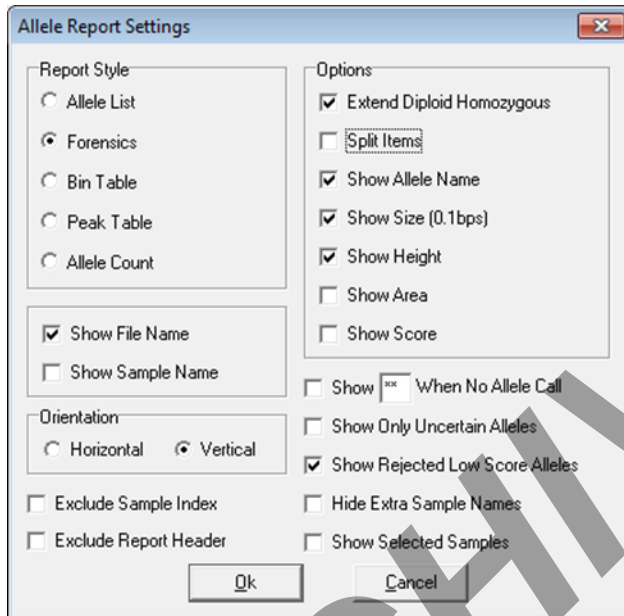 Allele Report Settings
Report Style
Allele List
Forensics
Bin Table
Peak Table
Allele Count
Show File Name
Show Sample Name
Orientation
Horizontal
Vertical
Exclude Sample Index
Exclude Report Header
Options
Extend Diploid Homozygous
Split Items
Show Allele Name
Show Size (0.1bps)
Show Height
Show Area
Show Score
Show ** When No Allele Call
Show Only Uncertain Alleles
Show Rejected Low Score Alleles
Hide Extra Sample Names
Show Selected Samples
Ok
Cancel